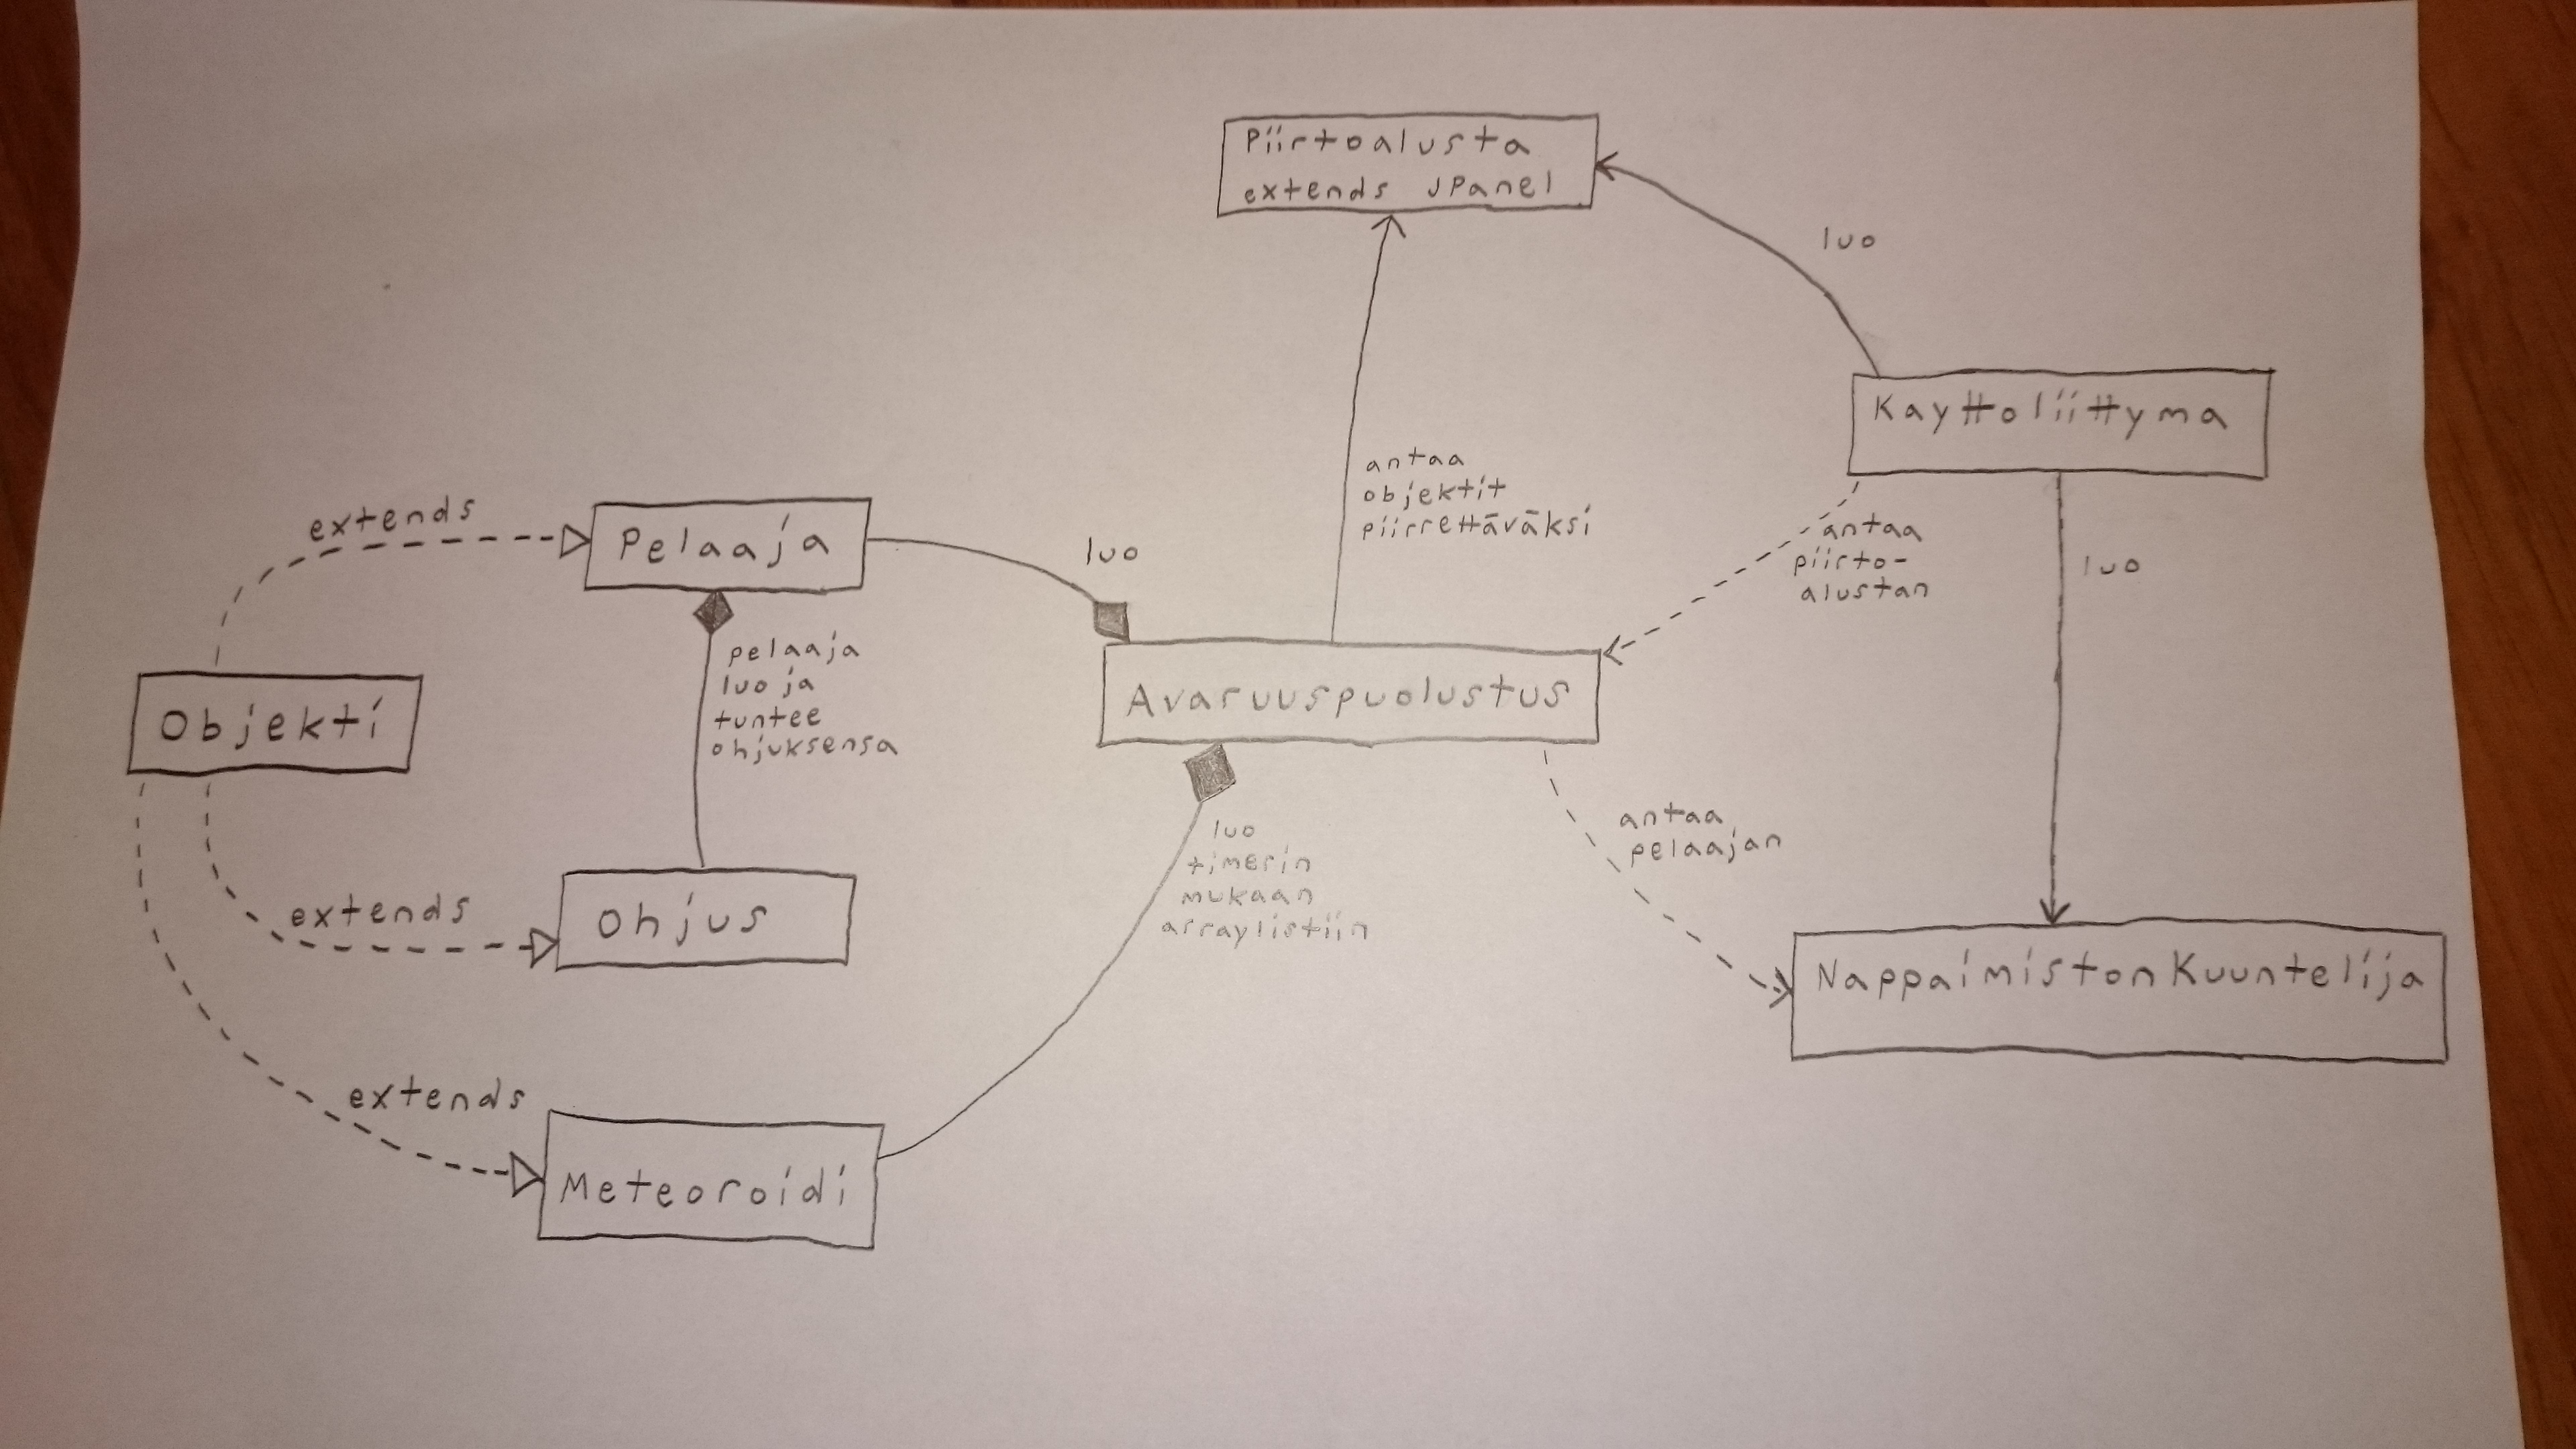 Piirtoalusta
extends JPanel
luo
Kayttoliittyma
antaa
objektit
piirrettäväksi
antaa
piirto-
alustan
luo
extends
Pelaaja
luo
pelaaja
luo ja
tuntee
ohjuksensa
Objekti
Avaruuspuolustus
luo
timerin
mukaan
arraylistiin
antaa
pelaajan
extends
Ohjus
NappaimistonKuuntelija
extends
Meteoroidi